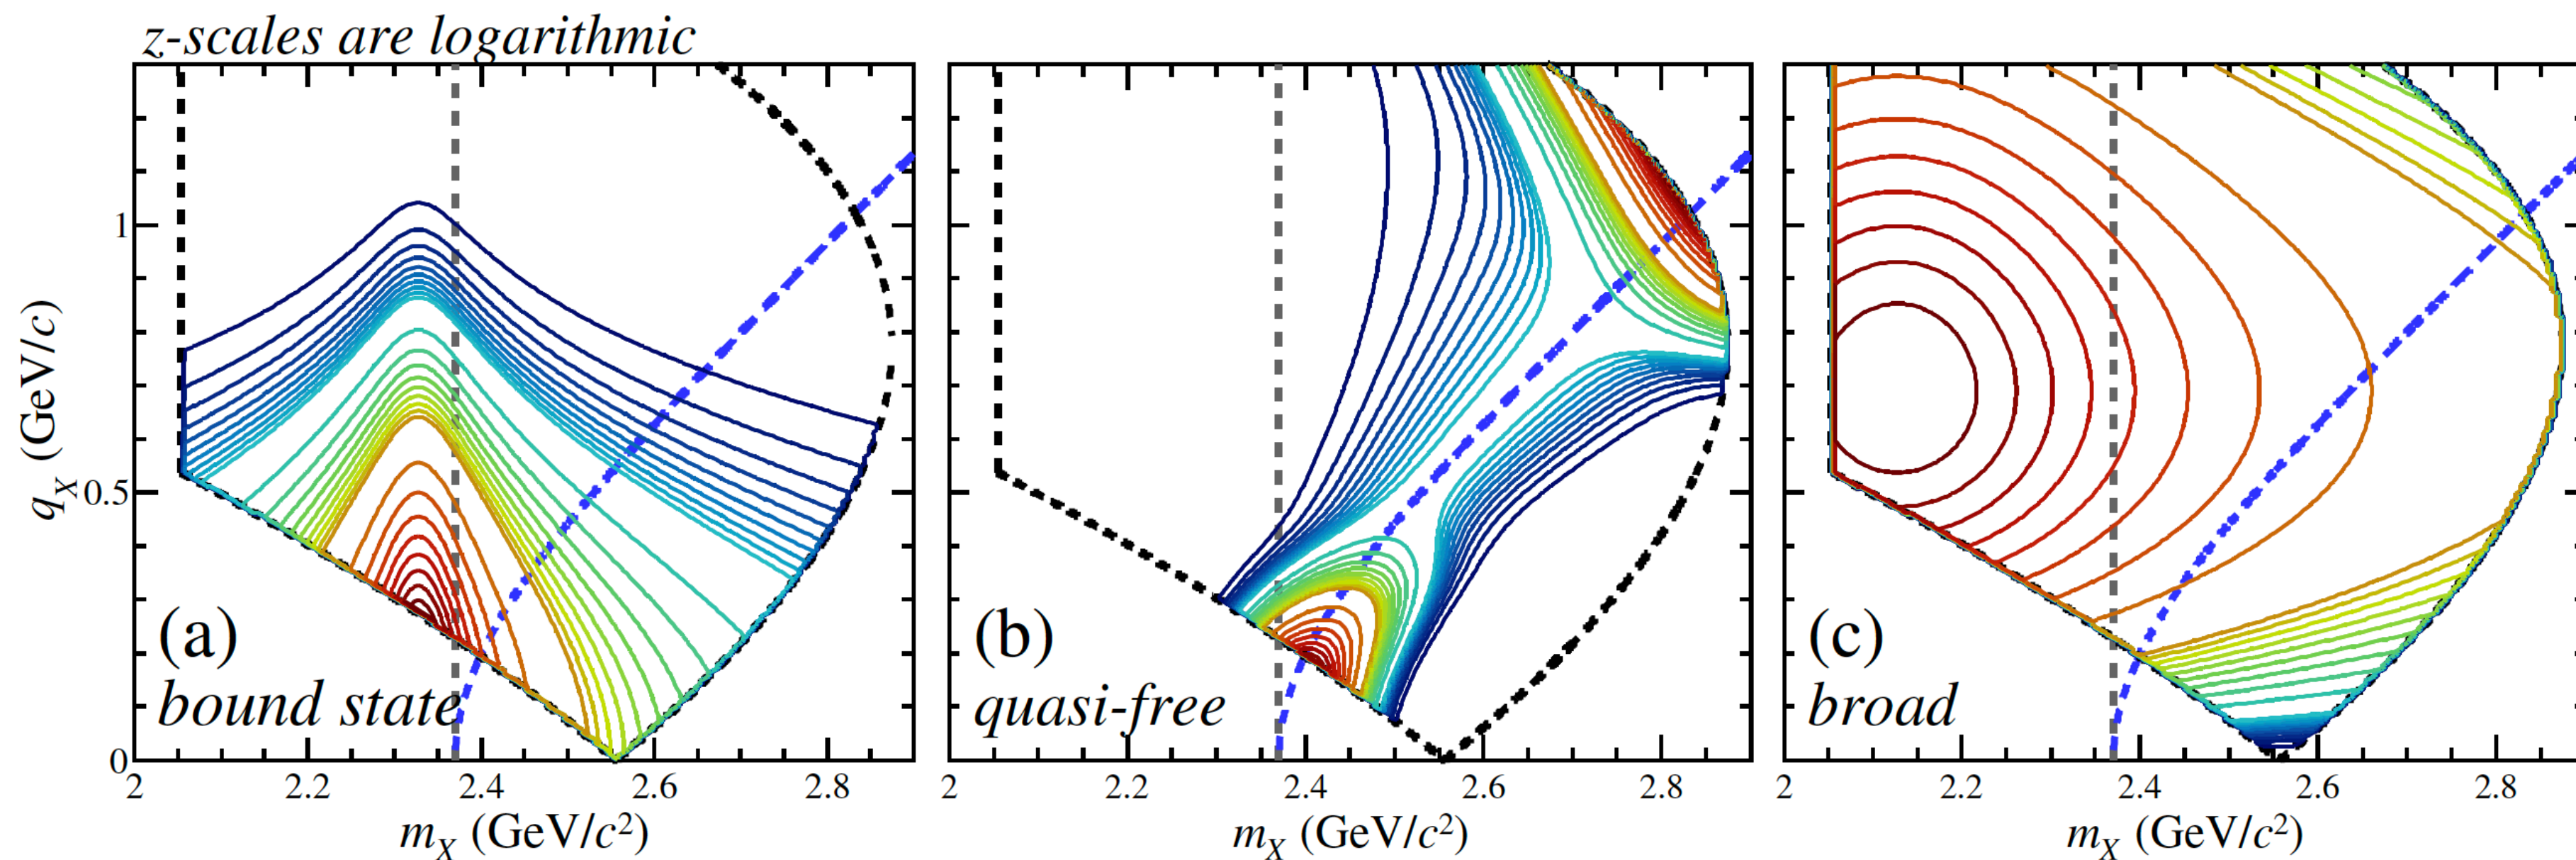 z-scales are logarithmic
q_X (GeV/c)
1
0.5
0
(a)
bound state
(b)
quasi-free
(c)
broad
2 2.2 2.4 2.6 2.8
2 2.2 2.4 2.6 2.8
2 2.2 2.4 2.6 2.8
m_X (GeV/c²)
m_X (GeV/c²)
m_X (GeV/c²)